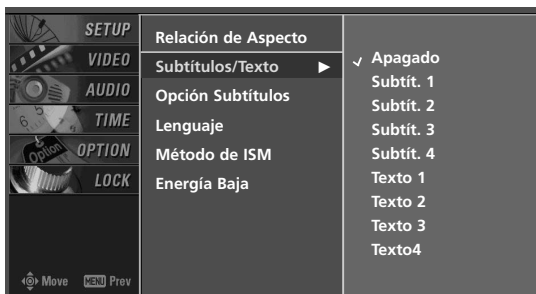 SETUP
VIDEO
AUDIO
TIME
OPTION
LOCK
Move MENU Prev
Relación de Aspecto
Subtítulos/Texto
Opción Subtítulos
Lenguaje
Método de ISM
Energía Baja
Apagado
Subtít. 1
Subtít. 2
Subtít. 3
Subtít. 4
Texto 1
Texto 2
Texto 3
Texto4